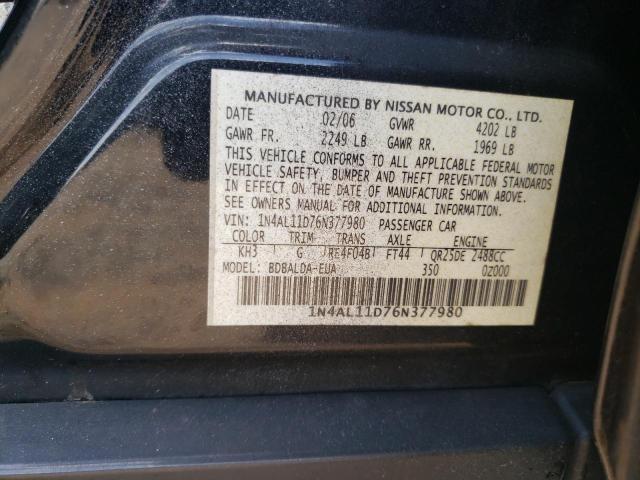 MANUFACTURED BY NISSAN MOTOR CO., LTD.
DATE 02/06 GVWR 4202 LB
GAWR FR. 2249 LB GAWR RR. 1969 LB
THIS VEHICLE CONFORMS TO ALL APPLICABLE FEDERAL MOTOR
VEHICLE SAFETY, BUMPER AND THEFT PREVENTION STANDARDS
IN EFFECT ON THE DATE OF MANUFACTURE SHOWN ABOVE.
SEE OWNERS MANUAL FOR ADDITIONAL INFORMATION.
VIN: 1N4AL11D76N377980 PASSENGER CAR
COLOR TRIM TRANS AXLE ENGINE
KH3 G RE4F04B FT44 QR25DE 2488CC
MODEL: BDBALDA-EUA 350 0Z000
1N4AL11D76N377980